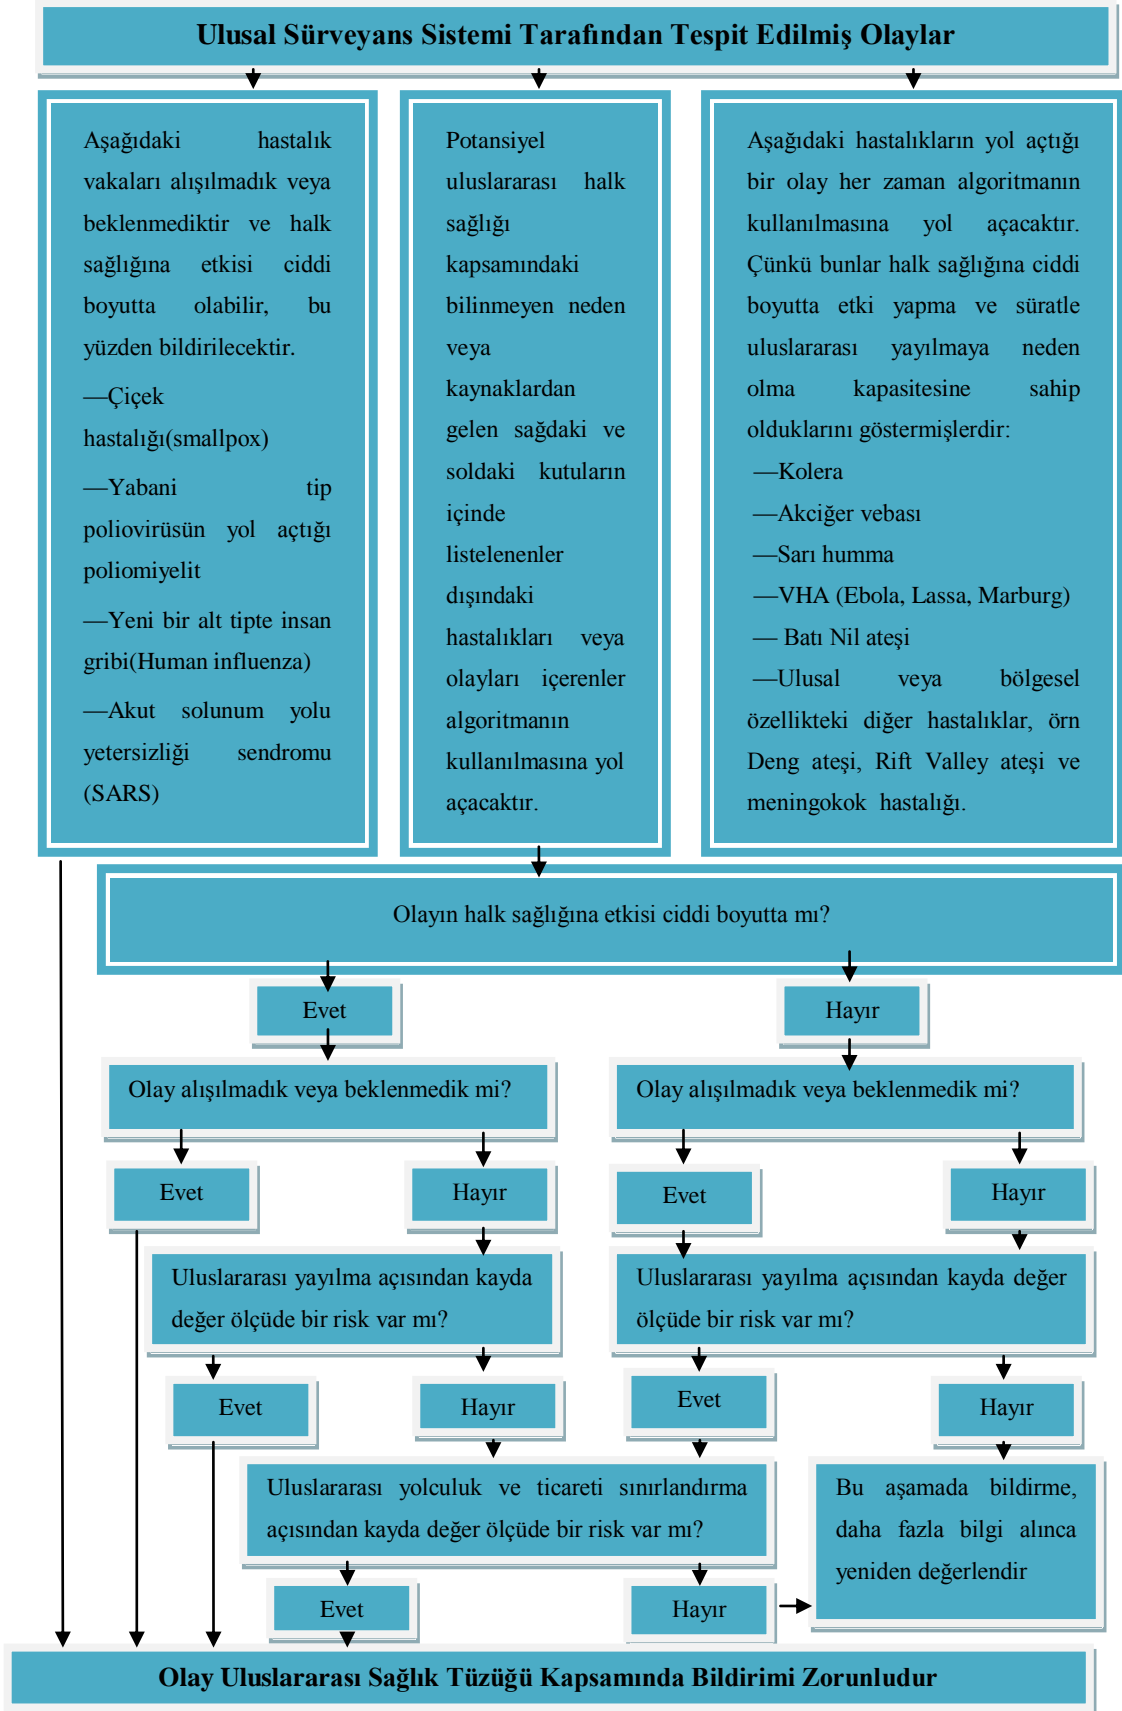 Ulusal Sürveyans Sistemi Tarafından Tespit Edilmiş Olaylar
Aşağıdaki hastalık
vakaları alışılmadık veya
beklenmediktir ve halk
sağlığına etkisi ciddi
boyutta olabilir, bu
yüzden bildirilecektir.
—Çiçek
hastalığı(smallpox)
—Yabani tip
poliovirüsün yol açtığı
poliomiyelit
—Yeni bir alt tipte insan
gribi(Human influenza)
—Akut solunum yolu
yetersizliği sendromu
(SARS)
Potansiyel
uluslararası halk
sağlığı
kapsamındaki
bilinmeyen neden
veya
kaynaklardan
gelen sağdaki ve
soldaki kutuların
içinde
listelenenler
dışındaki
hastalıkları veya
olayları içerenler
algoritmanın
kullanılmasına yol
açacaktır.
Aşağıdaki hastalıkların yol açtığı
bir olay her zaman algoritmanın
kullanılmasına yol açacaktır.
Çünkü bunlar halk sağlığına ciddi
boyutta etki yapma ve süratle
uluslararası yayılmaya neden
olma kapasitesine sahip
olduklarını göstermişlerdir:
—Kolera
—Akciğer vebası
—Sarı humma
—VHA (Ebola, Lassa, Marburg)
— Batı Nil ateşi
—Ulusal veya bölgesel
özellikteki diğer hastalıklar, örn
Deng ateşi, Rift Valley ateşi ve
meningokok hastalığı.
Olayın halk sağlığına etkisi ciddi boyutta mı?
Evet
Hayır
Olay alışılmadık veya beklenmedik mi?
Olay alışılmadık veya beklenmedik mi?
Evet
Hayır
Evet
Hayır
Uluslararası yayılma açısından kayda
değer ölçüde bir risk var mı?
Uluslararası yayılma açısından kayda değer
ölçüde bir risk var mı?
Evet
Hayır
Evet
Hayır
Uluslararası yolculuk ve ticareti sınırlandırma
açısından kayda değer ölçüde bir risk var mı?
Bu aşamada bildirme,
daha fazla bilgi alınca
yeniden değerlendir
Evet
Hayır
Olay Uluslararası Sağlık Tüzüğü Kapsamında Bildirimi Zorunludur